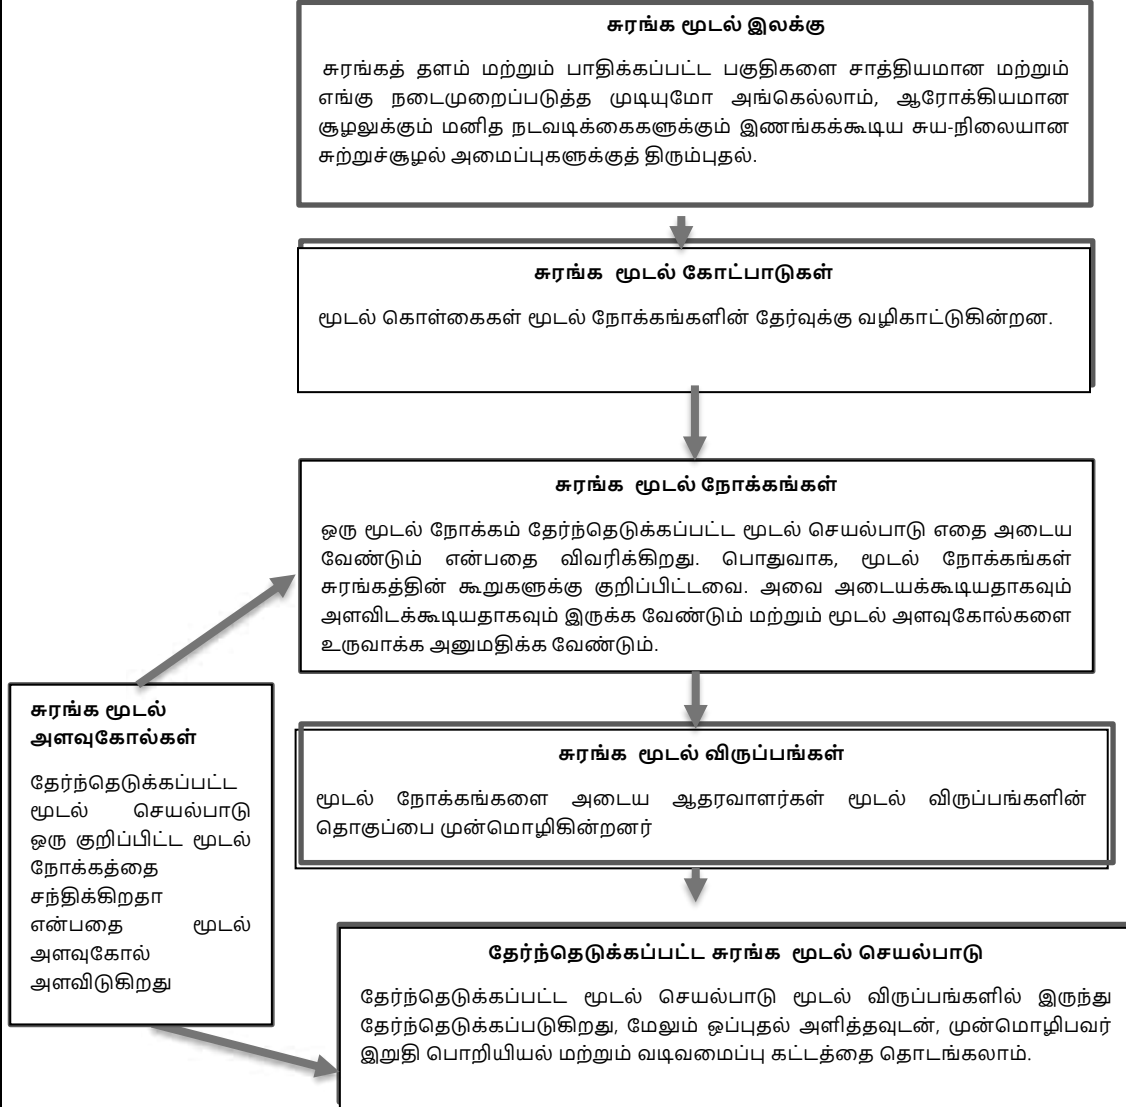 சுரங்க மூடல் இலக்கு
சுரங்கத் தளம் மற்றும் பாதிக்கப்பட்ட பகுதிகளை சாத்தியமான மற்றும்
எங்கு நடைமுறைப்படுத்த முடியுமோ அங்கெல்லாம், ஆரோக்கியமான
சூழலுக்கும் மனித நடவடிக்கைகளுக்கும் இணங்கக்கூடிய சுய-நிலையான
சுற்றுச்சூழல் அமைப்புகளுக்குத் திரும்புதல்.
சுரங்க மூடல் கோட்பாடுகள்
மூடல் கொள்கைகள் மூடல் நோக்கங்களின் தேர்வுக்கு வழிகாட்டுகின்றன.
சுரங்க மூடல் நோக்கங்கள்
ஒரு மூடல் நோக்கம் தேர்ந்தெடுக்கப்பட்ட மூடல் செயல்பாடு எதை அடைய
வேண்டும் என்பதை விவரிக்கிறது. பொதுவாக, மூடல் நோக்கங்கள்
சுரங்கத்தின் கூறுகளுக்கு குறிப்பிட்டவை. அவை அடையக்கூடியதாகவும்
அளவிடக்கூடியதாகவும் இருக்க வேண்டும் மற்றும் மூடல் அளவுகோல்களை
உருவாக்க அனுமதிக்க வேண்டும்.
சுரங்க மூடல்
அளவுகோல்கள்
தேர்ந்தெடுக்கப்பட்ட
மூடல் செயல்பாடு
ஒரு குறிப்பிட்ட மூடல்
நோக்கத்தை
சந்திக்கிறதா
என்பதை மூடல்
அளவுகோல்
அளவிடுகிறது
சுரங்க மூடல் விருப்பங்கள்
மூடல் நோக்கங்களை அடைய ஆதரவாளர்கள் மூடல் விருப்பங்களின்
தொகுப்பை முன்மொழிகின்றனர்
தேர்ந்தெடுக்கப்பட்ட சுரங்க மூடல் செயல்பாடு
தேர்ந்தெடுக்கப்பட்ட மூடல் செயல்பாடு மூடல் விருப்பங்களில் இருந்து
தேர்ந்தெடுக்கப்படுகிறது, மேலும் ஒப்புதல் அளித்தவுடன், முன்மொழிபவர்
இறுதி பொறியியல் மற்றும் வடிவமைப்பு கட்டத்தை தொடங்கலாம்.